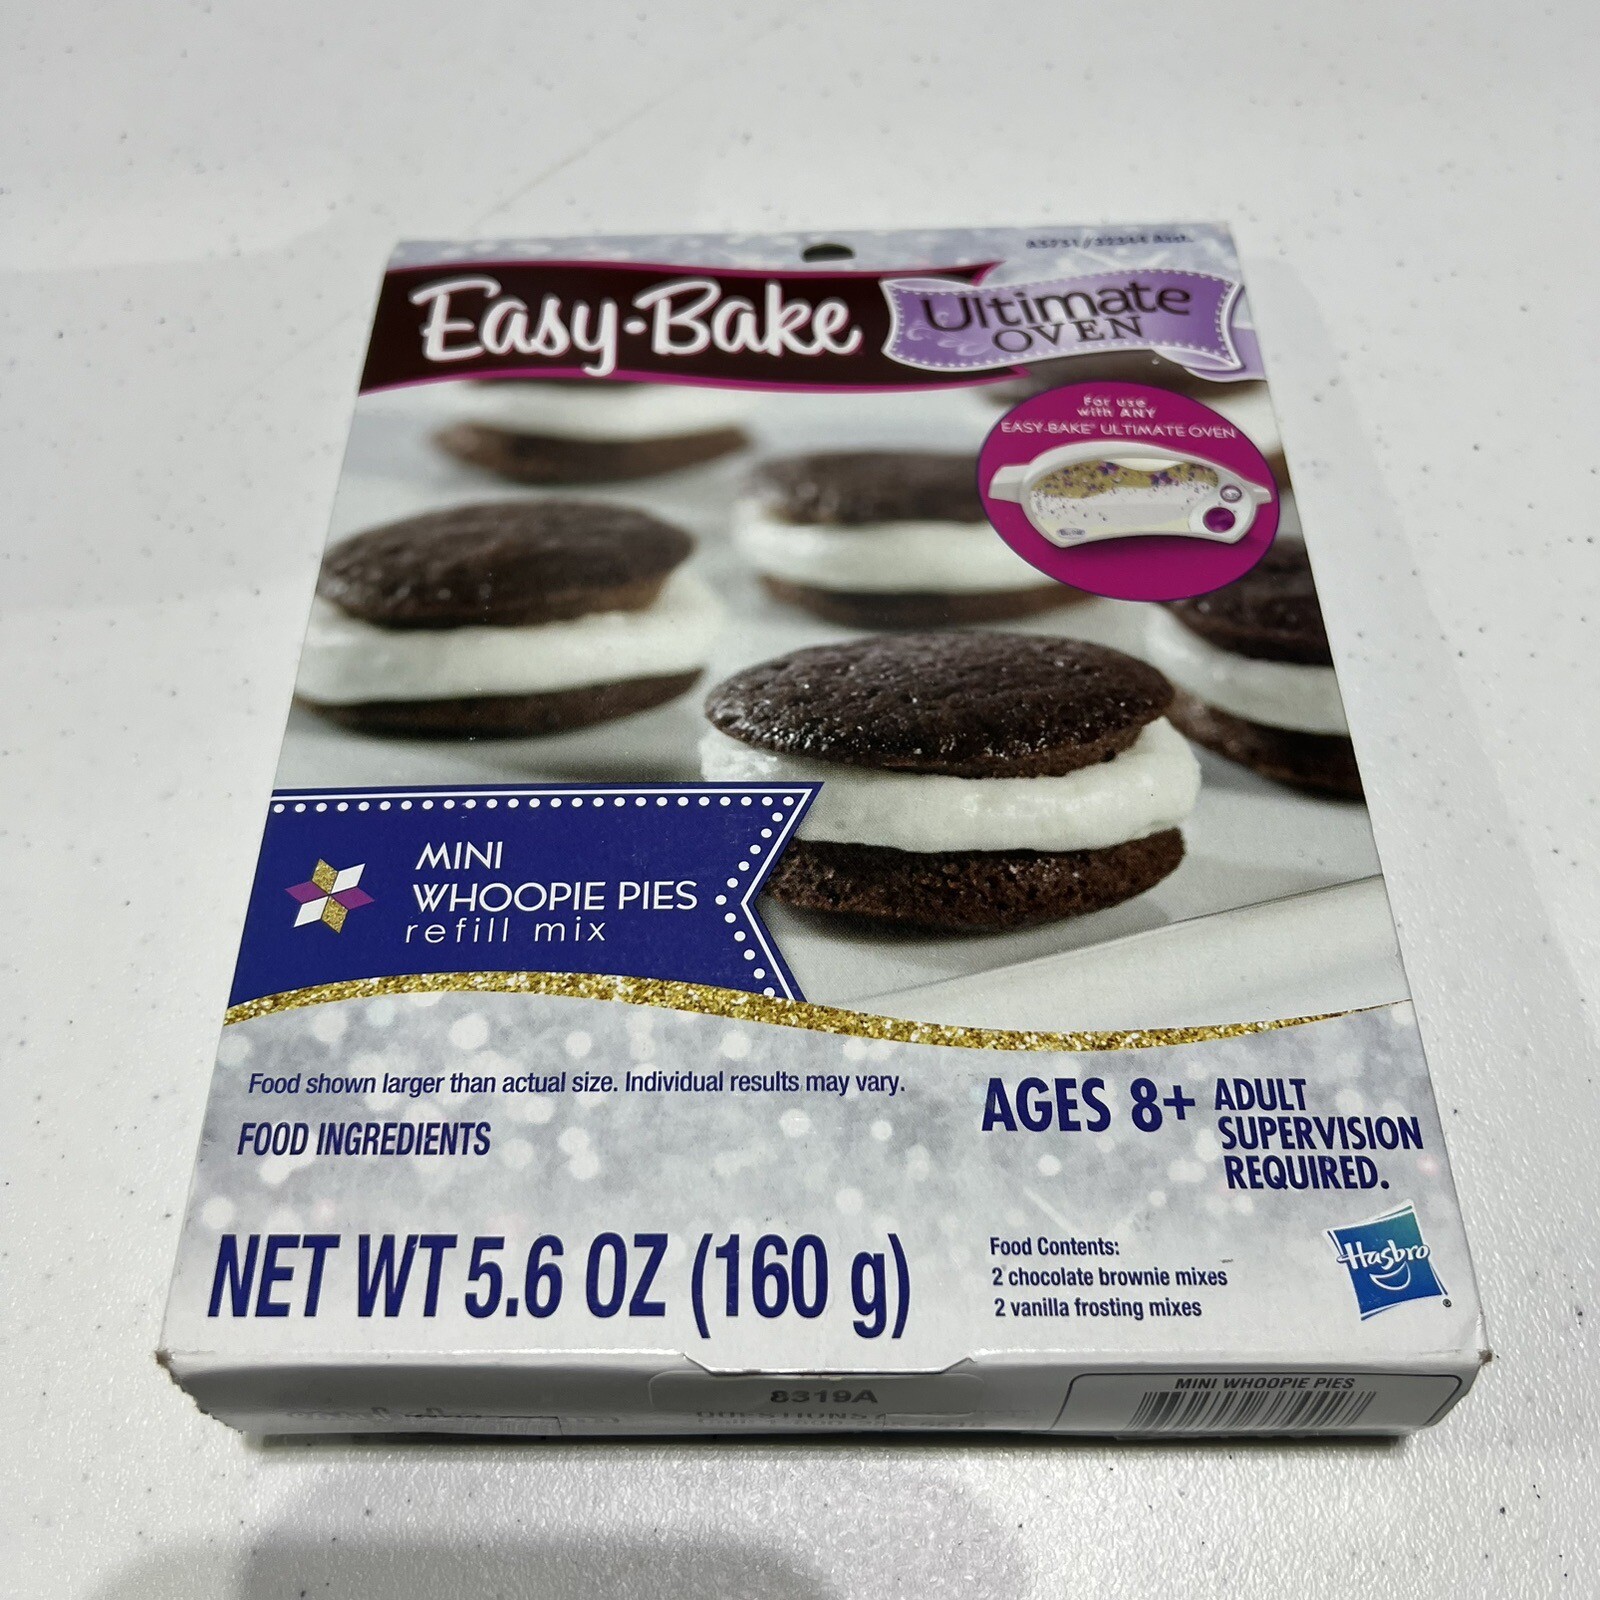 Easy-Bake
Ultimate
OVEN
For use
with ANY
EASY-BAKE® ULTIMATE OVEN
MINI
WHOOPIE PIES
refill mix
Food shown larger than actual size. Individual results may vary.
FOOD INGREDIENTS
AGES 8+ ADULT
SUPERVISION
REQUIRED.
NET WT 5.6 OZ (160 g)
Food Contents:
2 chocolate brownie mixes
2 vanilla frosting mixes
Hasbro
®
8319A
MINI WHOOPIE PIES